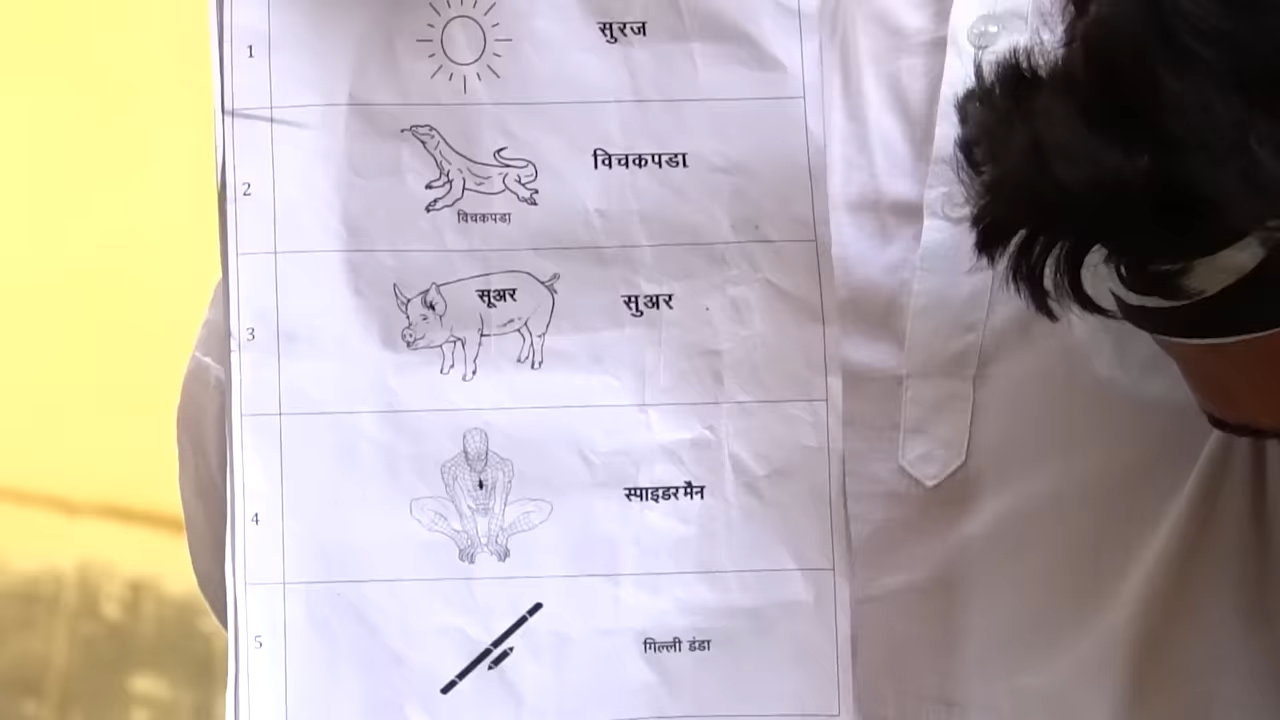 1
सुरज
2
विचकपडा
विचकपडा
3
सूअर
सुअर
4
स्पाइडरमैन
5
गिल्ली डंडा